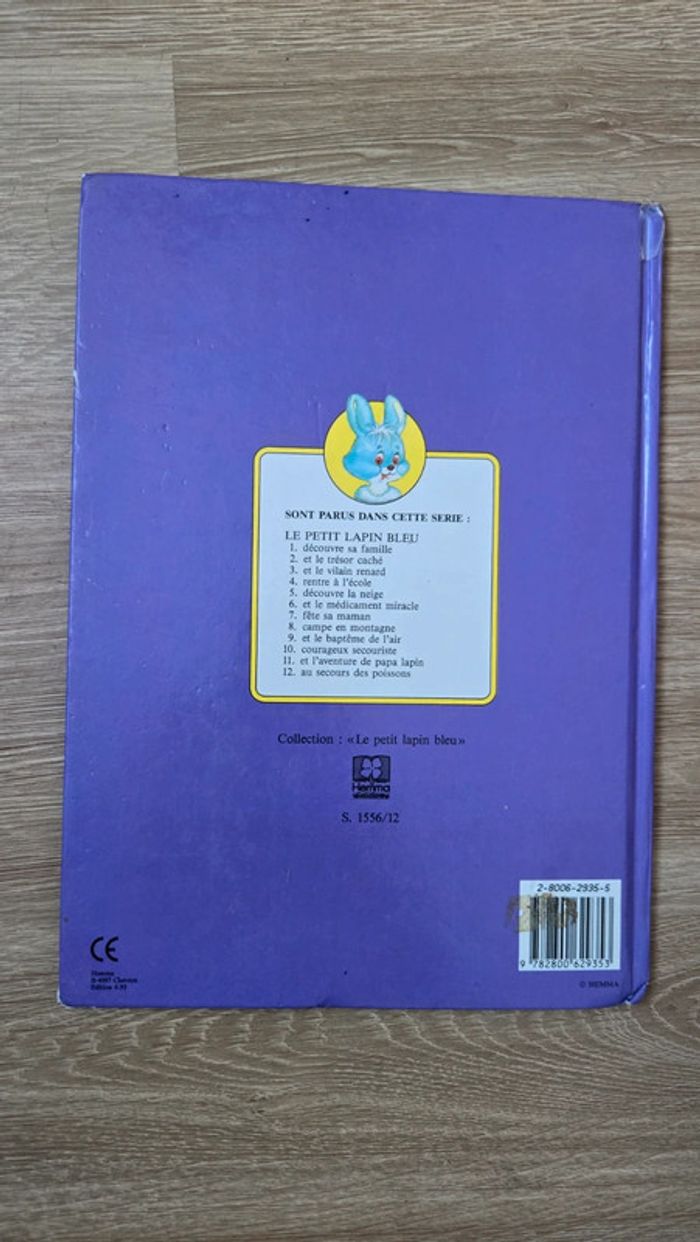 SONT PARUS DANS CETTE SERIE :
LE PETIT LAPIN BLEU
1. découvre sa famille
2. et le trésor caché
3. et le vilain renard
4. rentre à l'école
5. découvre la neige
6. et le médicament miracle
7. fête sa maman
8. campe en montagne
9. et le baptême de l'air
10. courageux secouriste
11. et l'aventure de papa lapin
12. au secours des poissons
Collection : «Le petit lapin bleu»
Hemma
S. 1556/12
2-8006-2935-5
9 782800 629353
© HEMMA
CE
Hemma
B-4987 Chevron
Edition